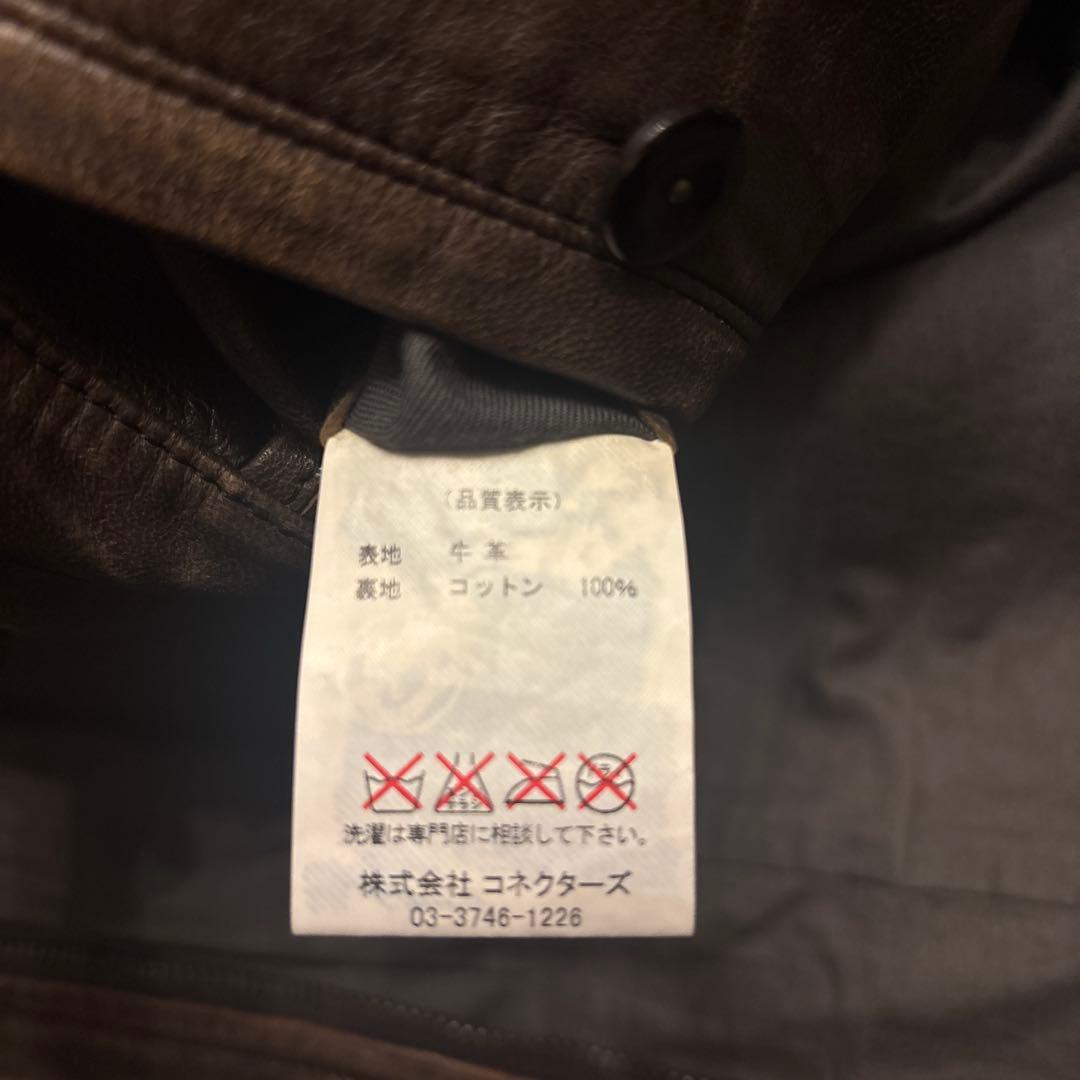 (品質表示)
表地 牛革
裏地 コットン 100%
洗濯は専門店に相談して下さい。
株式会社 コネクターズ
03-3746-1226